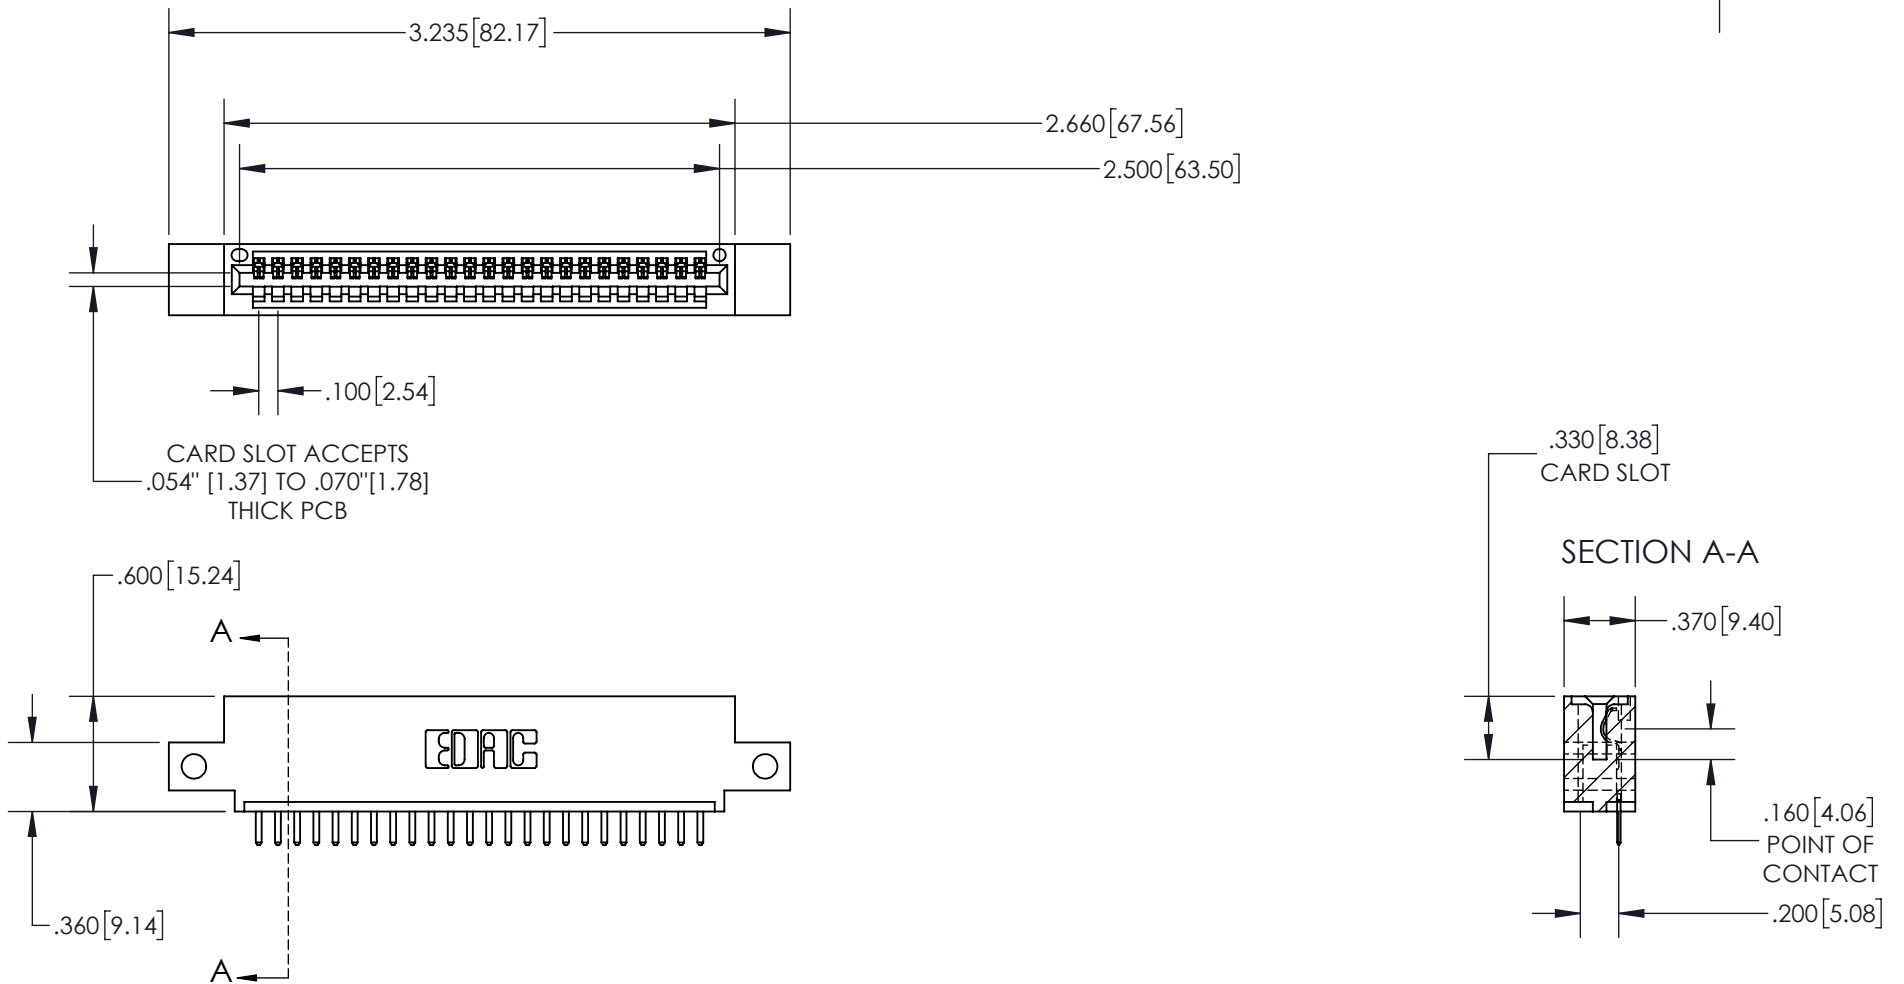 3.235[82.17]
2.660[67.56]
2.500[63.50]
.100[2.54]
CARD SLOT ACCEPTS
.054" [1.37] TO .070"[1.78]
THICK PCB
.330[8.38]
CARD SLOT
SECTION A-A
.600[15.24]
.370[9.40]
A
EDAC
.160[4.06]
POINT OF
CONTACT
.200[5.08]
.360[9.14]
A